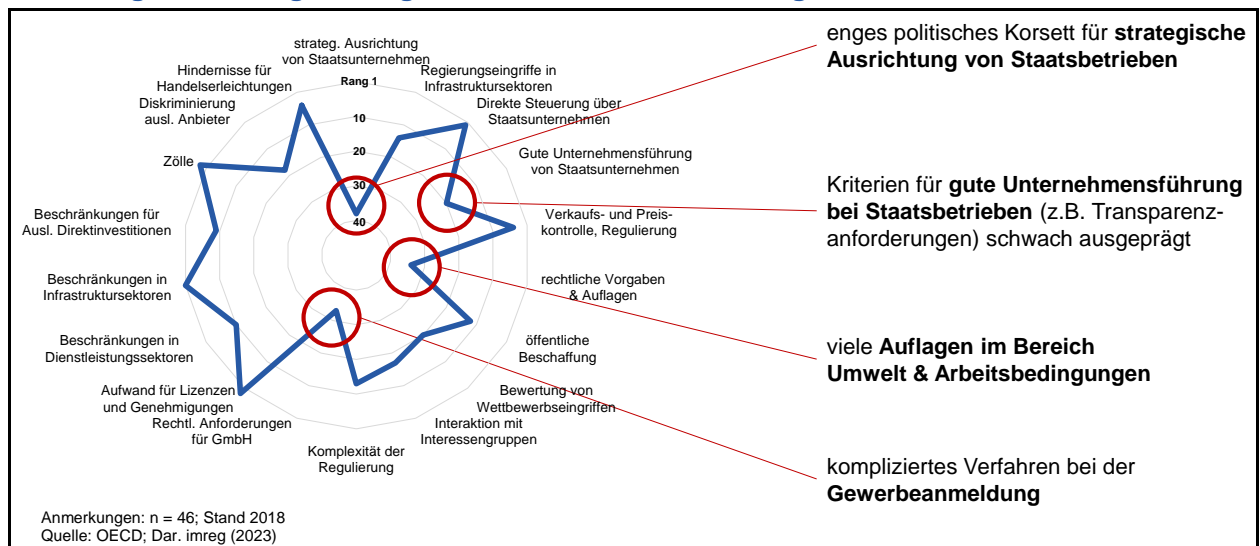 strateg. Ausrichtung
von Staatsunternehmen
Hindernisse für
Handelserleichtungen
Regierungseingriffe in
Infrastruktursektoren
Diskriminierung
ausl. Anbieter
Direkte Steuerung über
Staatsunternehmen
Zölle
Gute Unternehmensführung
von Staatsunternehmen
Beschränkungen für
Ausl. Direktinvestitionen
Verkaufs- und Preis-
kontrolle, Regulierung
Beschränkungen in
Infrastruktursektoren
rechtliche Vorgaben
& Auflagen
Beschränkungen in
Dienstleistungssektoren
öffentliche
Beschaffung
Aufwand für Lizenzen
und Genehmigungen
Bewertung von
Wettbewerbseingriffen
Rechtl. Anforderungen
für GmbH
Interaktion mit
Interessengruppen
Komplexität der
Regulierung
Rang 1
10
20
30
40
enges politisches Korsett für strategische
Ausrichtung von Staatsbetrieben
Kriterien für gute Unternehmensführung
bei Staatsbetrieben (z.B. Transparenz-
anforderungen) schwach ausgeprägt
viele Auflagen im Bereich
Umwelt & Arbeitsbedingungen
kompliziertes Verfahren bei der
Gewerbeanmeldung
Anmerkungen: n = 46; Stand 2018
Quelle: OECD; Dar. imreg (2023)